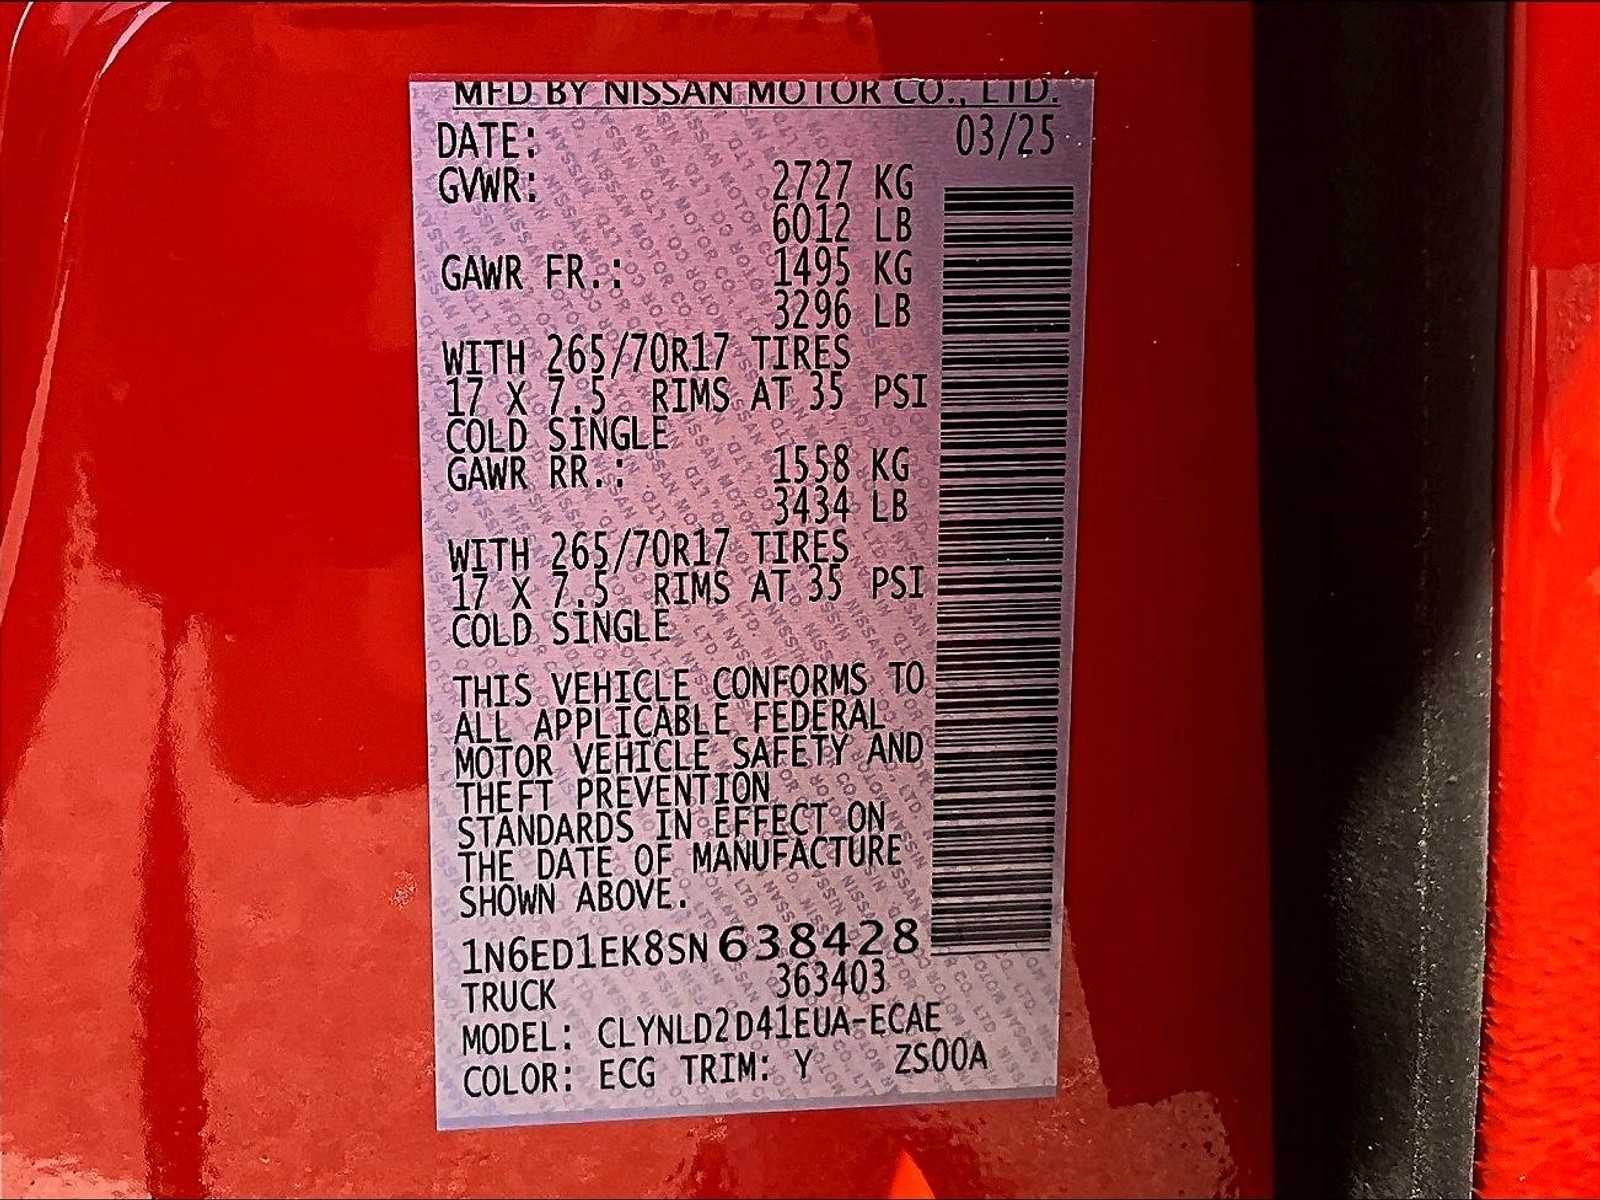 MFD BY NISSAN MOTOR CO., LTD.
DATE: 03/25
GVWR: 2727 KG
6012 LB
GAWR FR.: 1495 KG
3296 LB
WITH 265/70R17 TIRES
17 X 7.5 RIMS AT 35 PSI
COLD SINGLE
GAWR RR.: 1558 KG
3434 LB
WITH 265/70R17 TIRES
17 X 7.5 RIMS AT 35 PSI
COLD SINGLE
THIS VEHICLE CONFORMS TO
ALL APPLICABLE FEDERAL
MOTOR VEHICLE SAFETY AND
THEFT PREVENTION
STANDARDS IN EFFECT ON
THE DATE OF MANUFACTURE
SHOWN ABOVE.
1N6ED1EK8SN638428
TRUCK 363403
MODEL: CLYNLD2D41EUA-ECAE
COLOR: ECG TRIM: Y ZS00A